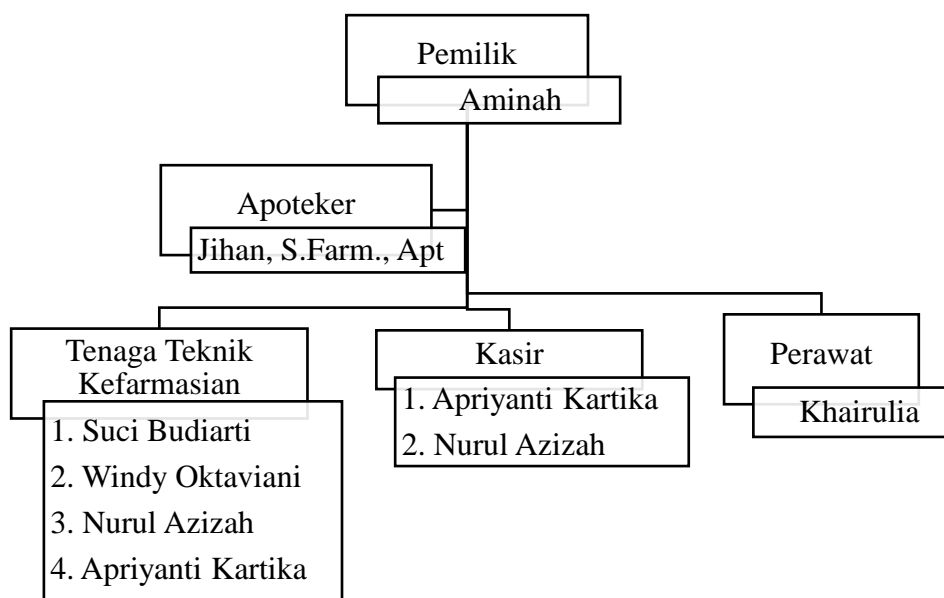 Pemilik
Aminah
Apoteker
Jihan, S.Farm., Apt
Tenaga Teknik
Kefarmasian
1. Suci Budiarti
2. Windy Oktaviani
3. Nurul Azizah
4. Apriyanti Kartika
Kasir
1. Apriyanti Kartika
2. Nurul Azizah
Perawat
Khairulia